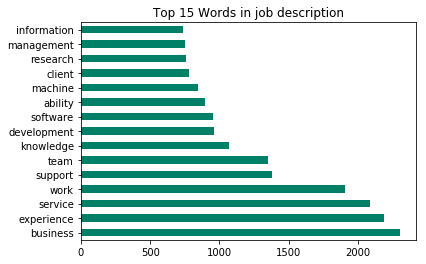 Top 15 Words in job description
information
management
research
client
machine
ability
software
development
knowledge
team
support
work
service
experience
business
0 500 1000 1500 2000